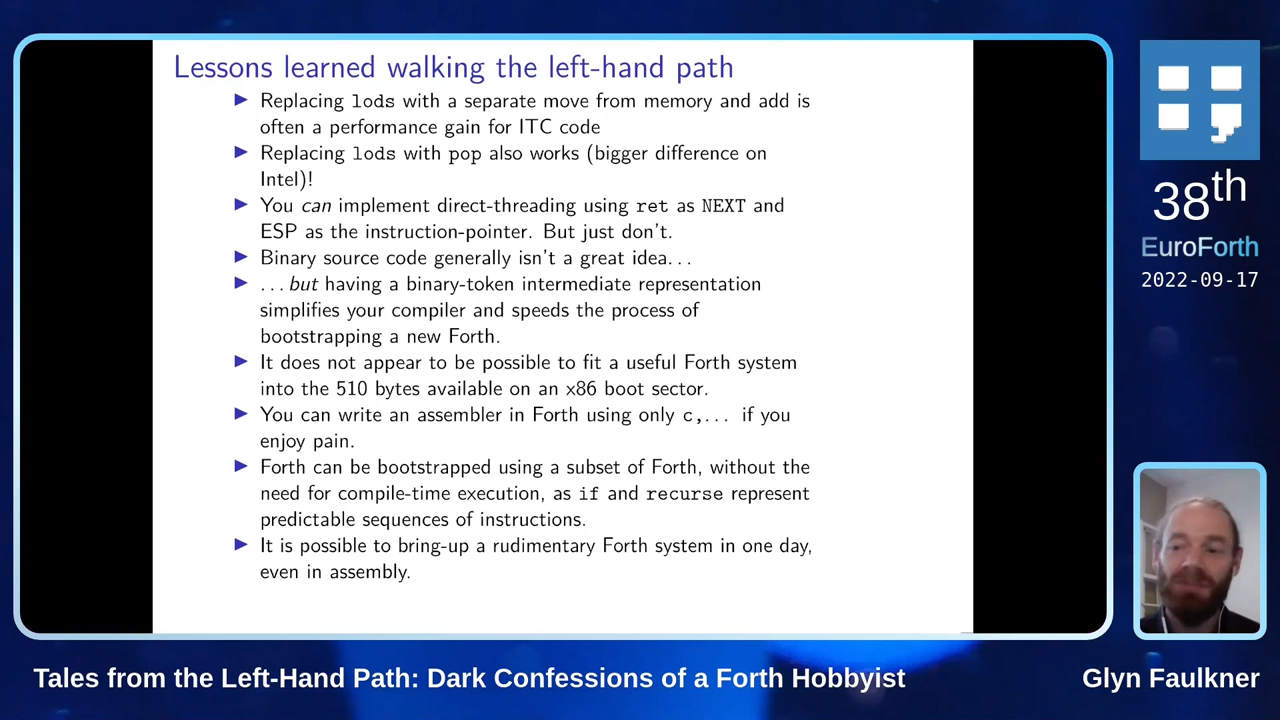 Lessons learned walking the left-hand path
▶ Replacing lods with a separate move from memory and add is
often a performance gain for ITC code
▶ Replacing lods with pop also works (bigger difference on
Intel)!
▶ You can implement direct-threading using ret as NEXT and
ESP as the instruction-pointer. But just don't.
▶ Binary source code generally isn't a great idea...
▶ ...but having a binary-token intermediate representation
simplifies your compiler and speeds the process of
bootstrapping a new Forth.
▶ It does not appear to be possible to fit a useful Forth system
into the 510 bytes available on an x86 boot sector.
▶ You can write an assembler in Forth using only c,... if you
enjoy pain.
▶ Forth can be bootstrapped using a subset of Forth, without the
need for compile-time execution, as if and recurse represent
predictable sequences of instructions.
▶ It is possible to bring-up a rudimentary Forth system in one day,
even in assembly.
38th
EuroForth
2022-09-17
Tales from the Left-Hand Path: Dark Confessions of a Forth Hobbyist
Glyn Faulkner